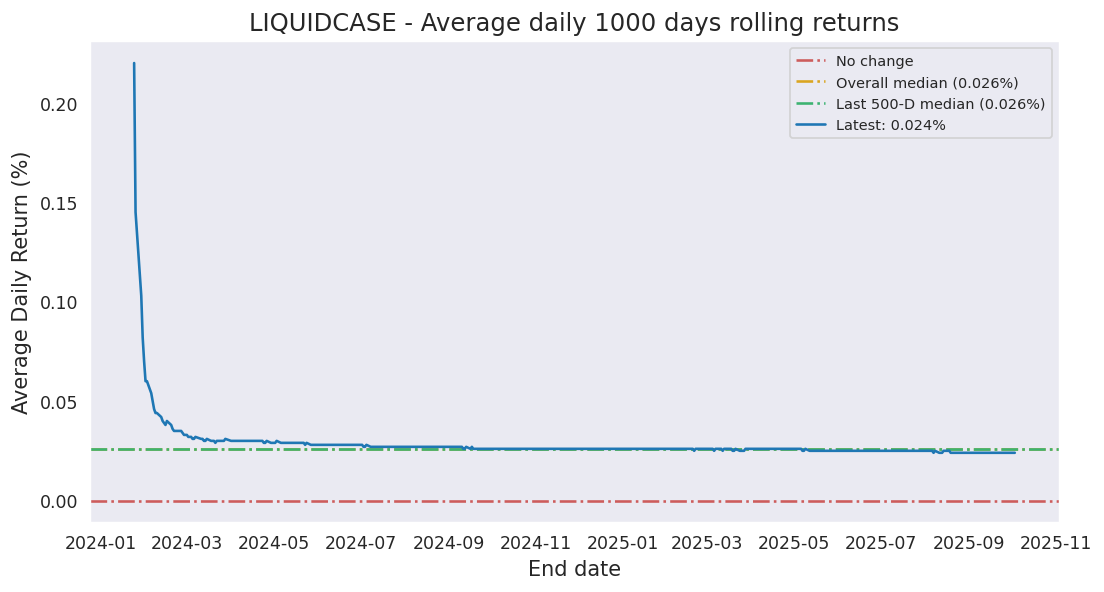 LIQUIDCASE - Average daily 1000 days rolling returns
No change
Overall median (0.026%)
Last 500-D median (0.026%)
Latest: 0.024%
Average Daily Return (%)
0.20
0.15
0.10
0.05
0.00
2024-01 2024-03 2024-05 2024-07 2024-09 2024-11 2025-01 2025-03 2025-05 2025-07 2025-09 2025-11
End date